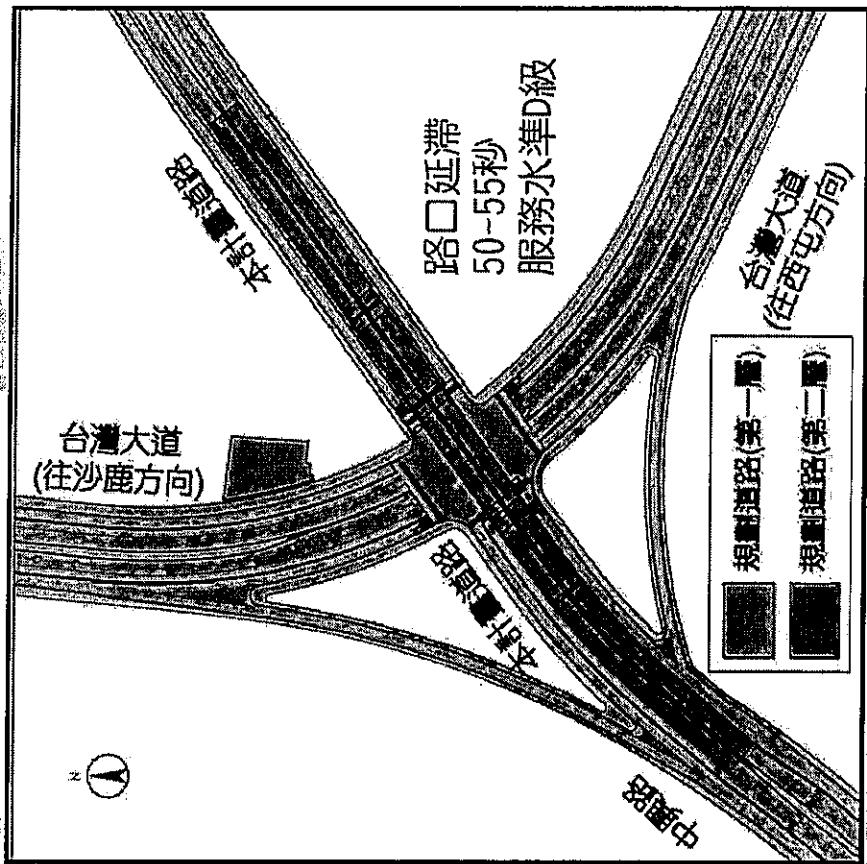 台灣大道
(往沙鹿方向)
本計畫道路
路口延滯
50~55秒
服務水準D級
本計畫道路
台灣大道
(往西屯方向)
中興路
規劃道路(第一層)
規劃道路(第二層)
N